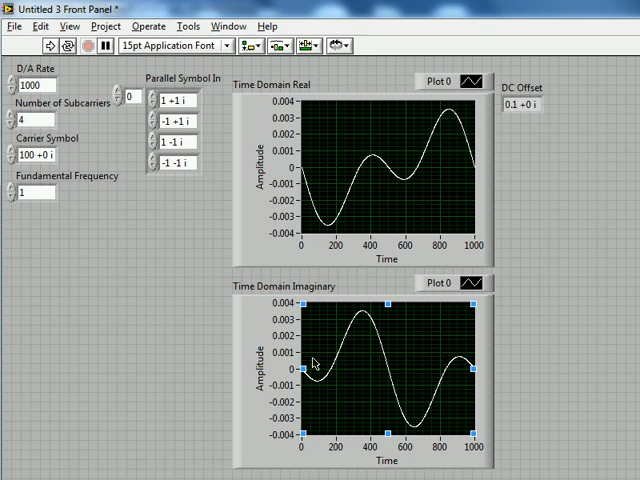 Untitled 3 Front Panel *
File Edit View Project Operate Tools Window Help
15pt Application Font
D/A Rate
1000
Number of Subcarriers
4
Carrier Symbol
100 +0 i
Fundamental Frequency
1
Parallel Symbol In
0
1 +1 i
-1 +1 i
1 -1 i
-1 -1 i
Time Domain Real
Plot 0
0.004
0.003
0.002
0.001
0
-0.001
-0.002
-0.003
-0.004
Amplitude
0 200 400 600 800 1000
Time
DC Offset
0.1 +0 i
Time Domain Imaginary
Plot 0
0.004
0.003
0.002
0.001
0
-0.001
-0.002
-0.003
-0.004
Amplitude
0 200 400 600 800 1000
Time